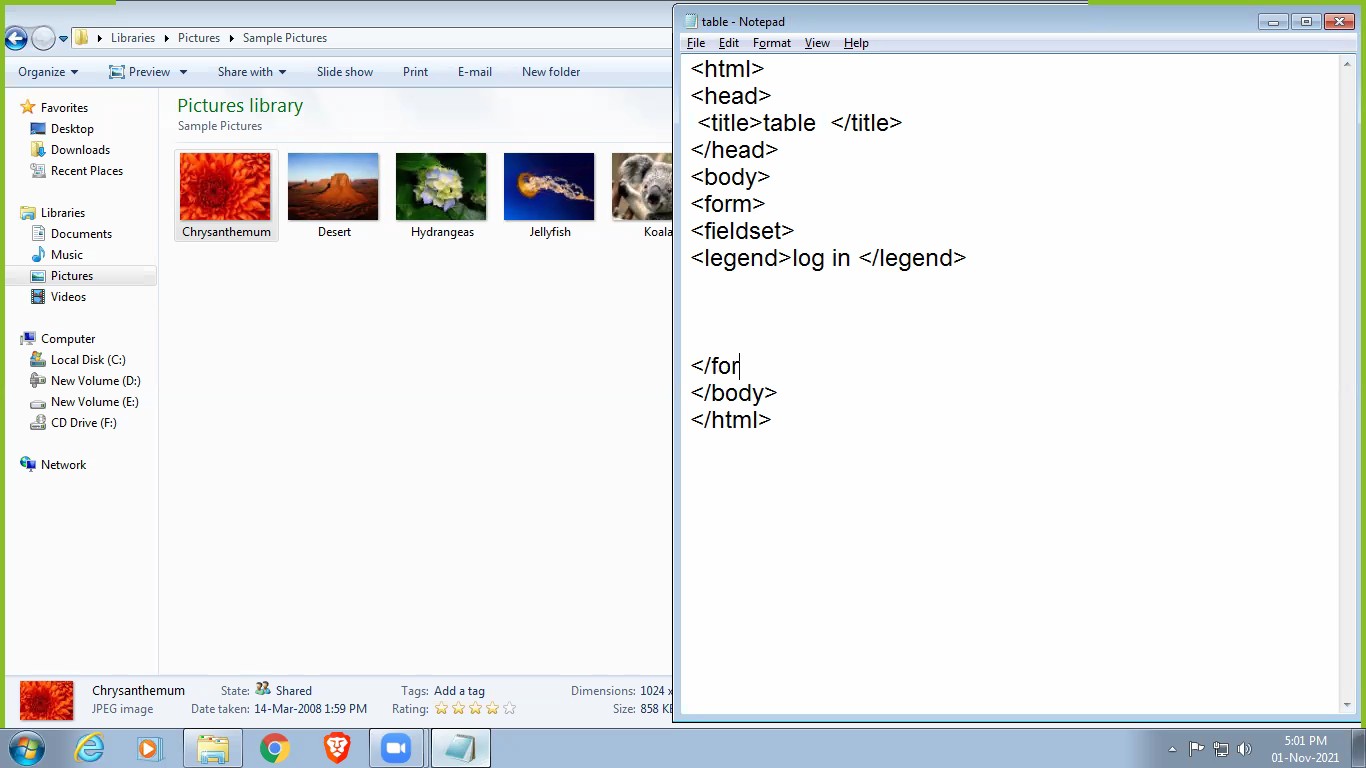 Libraries Pictures Sample Pictures
Organize Preview Share with Slide show Print E-mail New folder
Favorites
Desktop
Downloads
Recent Places
Libraries
Documents
Music
Pictures
Videos
Computer
Local Disk (C:)
New Volume (D:)
New Volume (E:)
CD Drive (F:)
Network
Pictures library
Sample Pictures
Chrysanthemum Desert Hydrangeas Jellyfish Koala
Chrysanthemum State: Shared Tags: Add a tag Dimensions: 1024 x
JPEG image Date taken: 14-Mar-2008 1:59 PM Rating: Size: 858 KB
table - Notepad
File Edit Format View Help
<html>
<head>
<title>table  </title>
</head>
<body>
<form>
<fieldset>
<legend>log in </legend>
</for
</body>
</html>
5:01 PM
01-Nov-2021